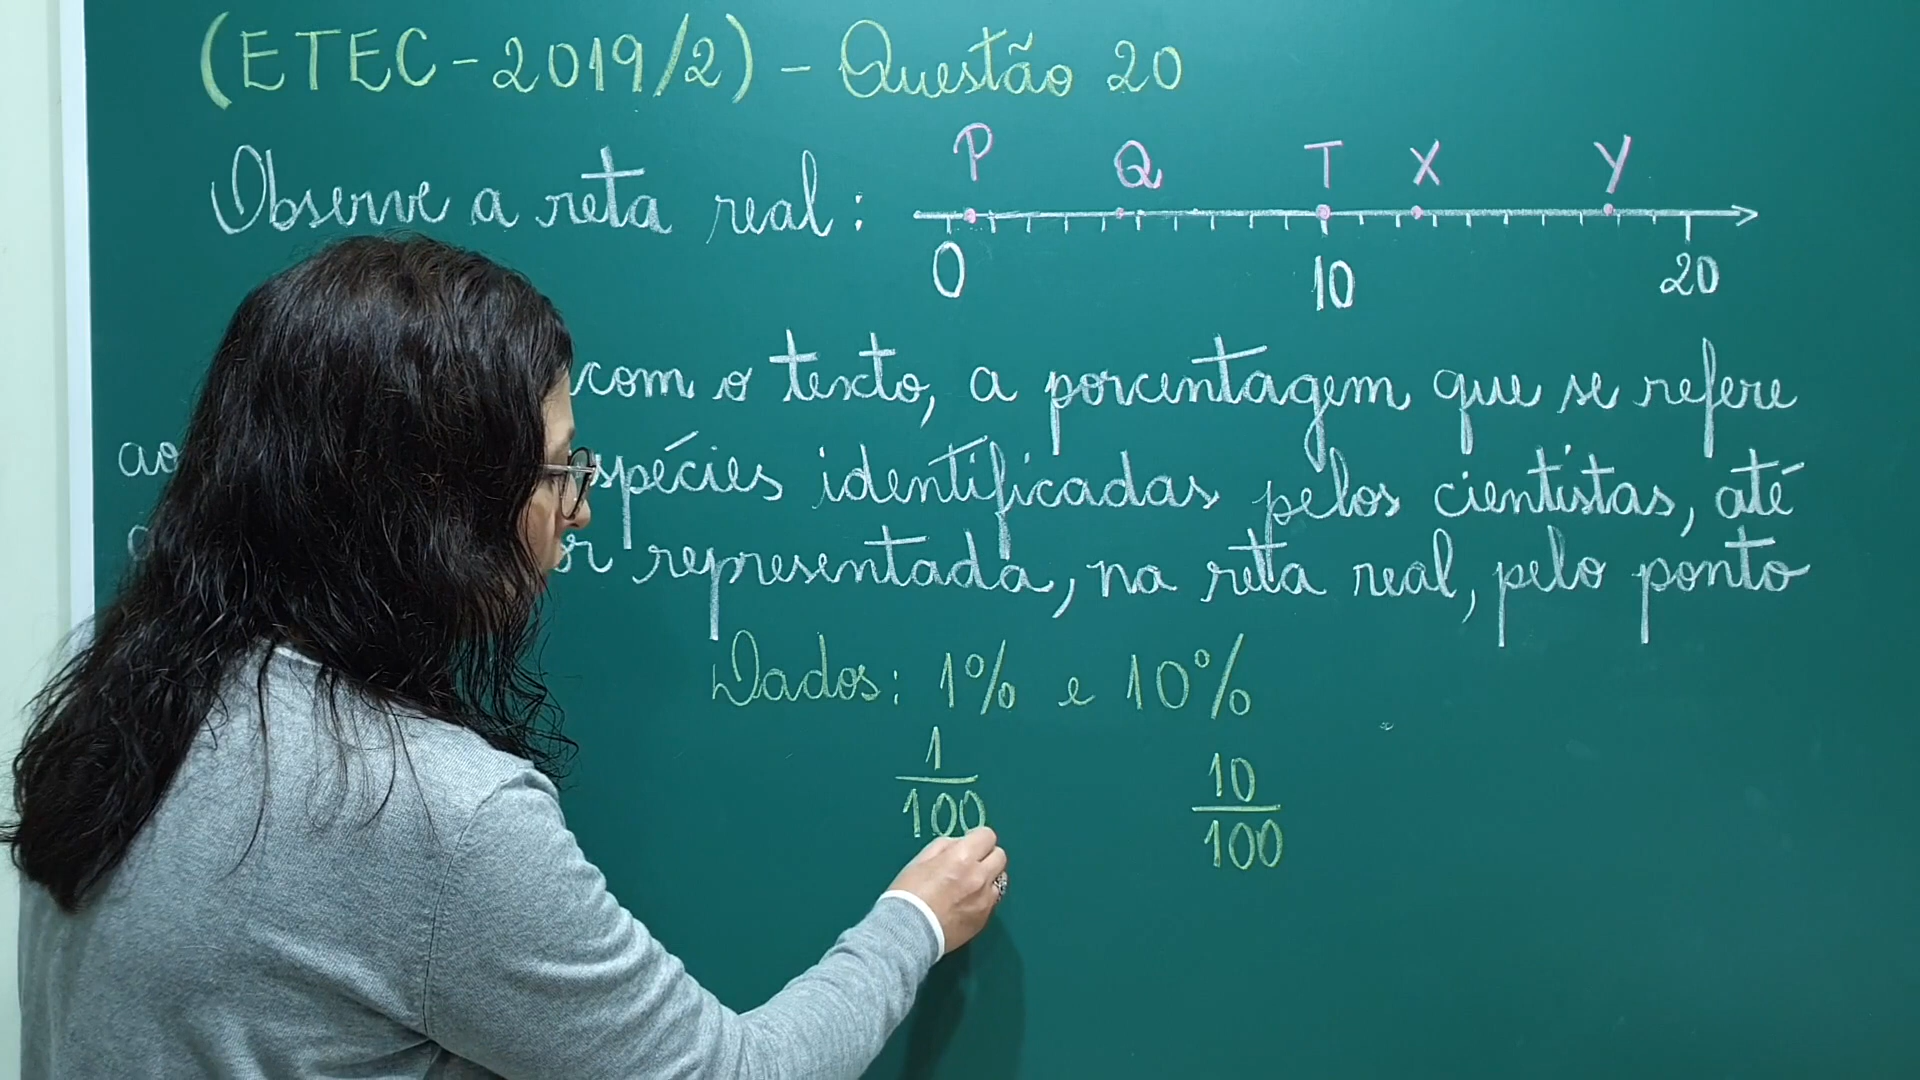 (ETEC-2019/2) - Questão 20
Observe a reta real:
P Q T X Y
0 10 20
com o texto, a porcentagem que se refere
ao espécies identificadas pelos cientistas, até
representada, na reta real, pelo ponto
Dados: 1% e 10%
1/100 10/100